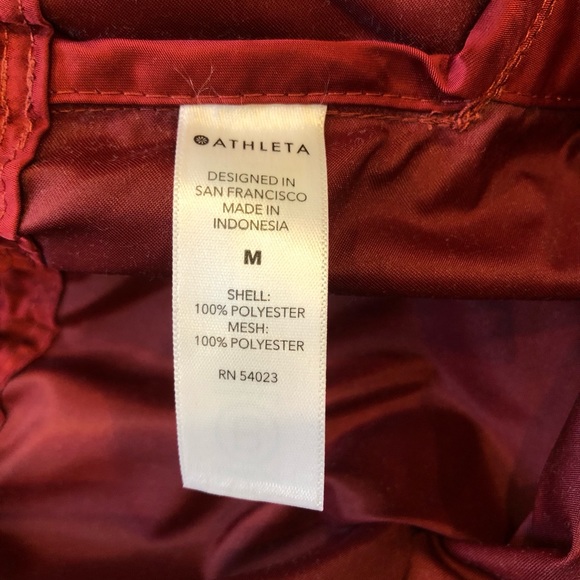 ATHLETA
DESIGNED IN
SAN FRANCISCO
MADE IN
INDONESIA
M
SHELL:
100% POLYESTER
MESH:
100% POLYESTER
RN 54023